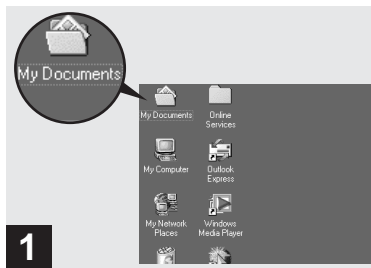 My Documents
My Documents
Online
Services
My Computer
Outlook
Express
My Network
Places
Windows
Media Player
1